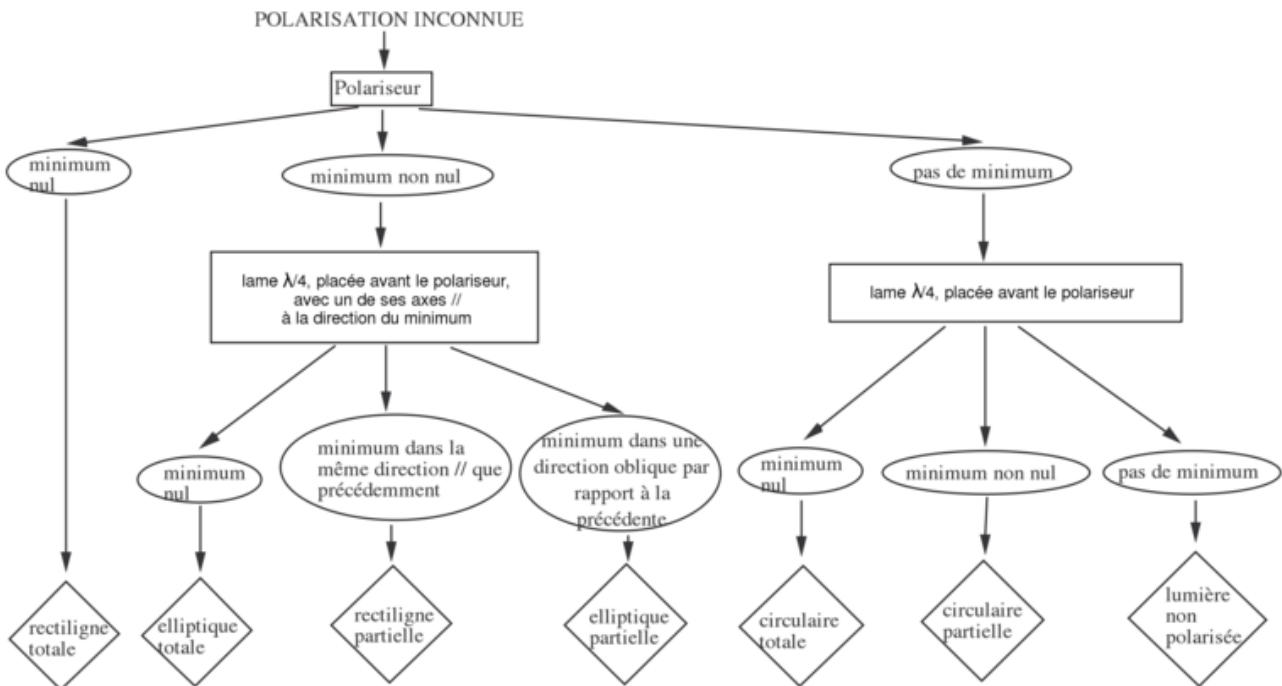 POLARISATION INCONNUE
Polariseur
minimum
nul
minimum non nul
pas de minimum
lame λ/4, placée avant le polariseur,
avec un de ses axes //
à la direction du minimum
lame λ/4, placée avant le polariseur
minimum
nul
minimum dans la
même direction // que
précédemment
minimum dans une
direction oblique par
rapport à la
précédente
minimum
nul
minimum non nul
pas de minimum
rectiligne
totale
elliptique
totale
rectiligne
partielle
elliptique
partielle
circulaire
totale
circulaire
partielle
lumière
non
polarisée